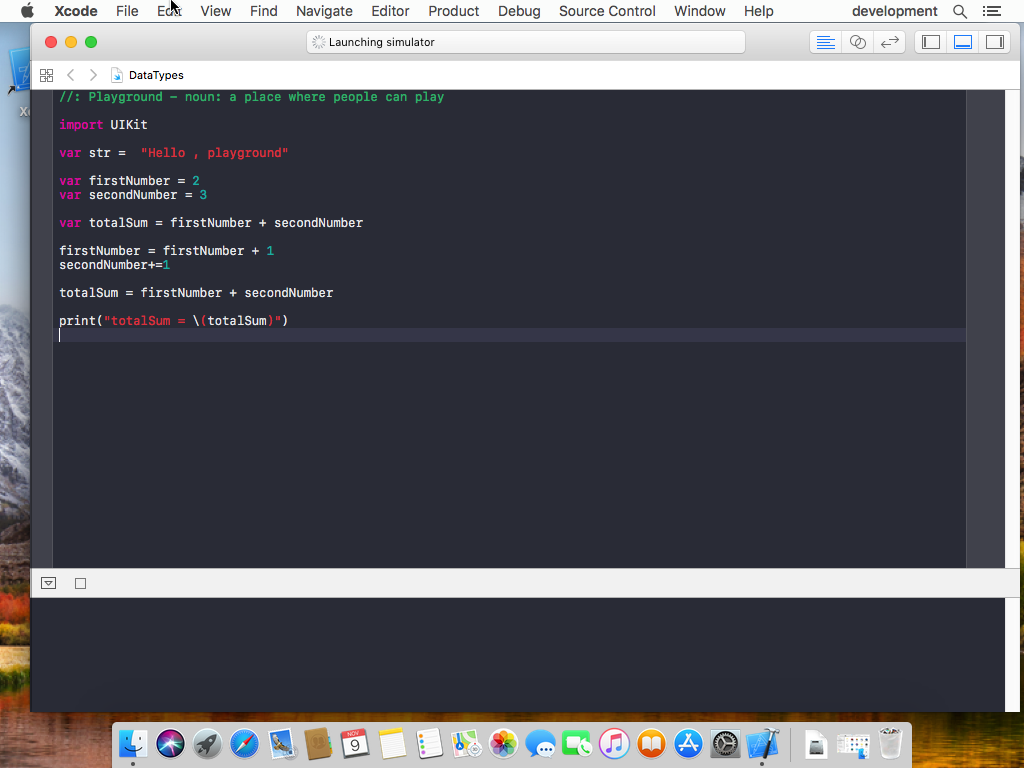 Xcode File Edit View Find Navigate Editor Product Debug Source Control Window Help development
Launching simulator
DataTypes
//: Playground - noun: a place where people can play
import UIKit
var str =  "Hello , playground"
var firstNumber = 2
var secondNumber = 3
var totalSum = firstNumber + secondNumber
firstNumber = firstNumber + 1
secondNumber+=1
totalSum = firstNumber + secondNumber
print("totalSum = \(totalSum)")
NOV
9